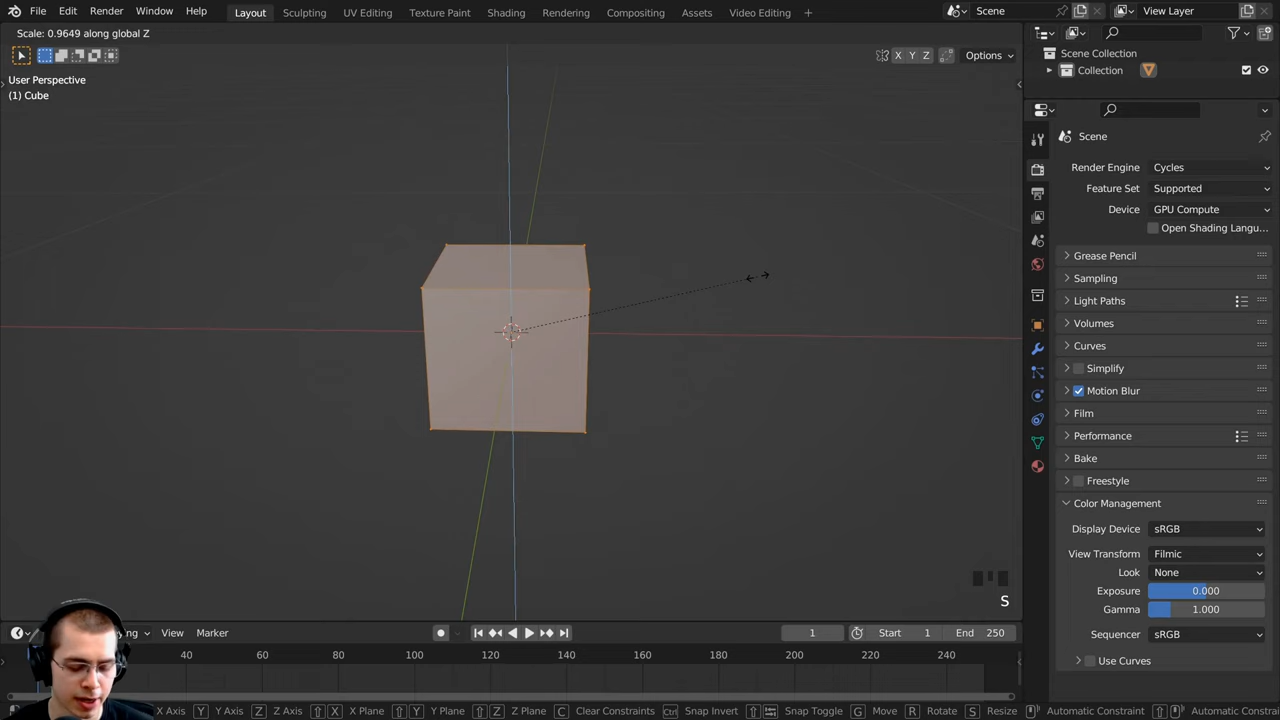 File Edit Render Window Help Layout Sculpting UV Editing Texture Paint Shading Rendering Compositing Assets Video Editing + Scene View Layer
Scale: 0.9649 along global Z
X Y Z Options
User Perspective
(1) Cube
Scene Collection
Collection
Scene
Render Engine Cycles
Feature Set Supported
Device GPU Compute
Open Shading Langu...
Grease Pencil
Sampling
Light Paths
Volumes
Curves
Simplify
Motion Blur
Film
Performance
Bake
Freestyle
Color Management
Display Device sRGB
View Transform Filmic
Look None
Exposure 0.000
Gamma 1.000
Sequencer sRGB
Use Curves
S
View Marker 1 Start 1 End 250
40 60 80 100 120 140 160 180 200 220 240
X Axis Y Y Axis Z Z Axis X X Plane Y Y Plane Z Z Plane C Clear Constraints Snap Invert Snap Toggle G Move R Rotate S Resize Automatic Constraint Automatic Constraint